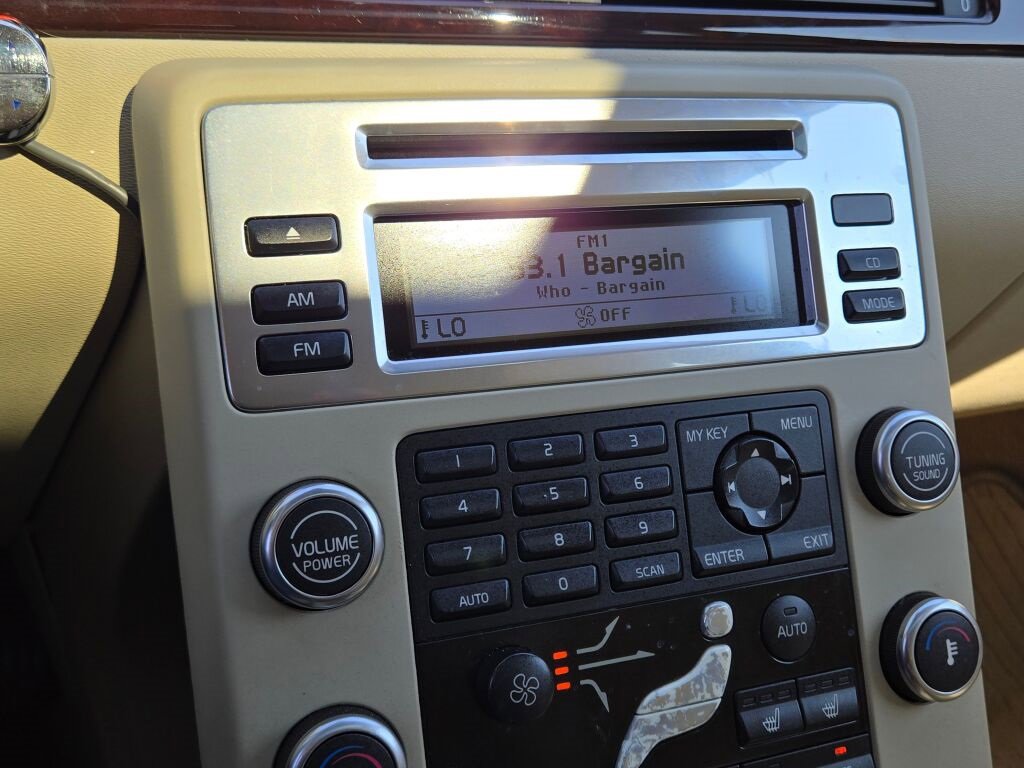 FM1
3.1 Bargain
Who - Bargain
LO
OFF
LO
AM
FM
CD
MODE
1
2
3
4
5
6
7
8
9
AUTO
0
SCAN
MY KEY
MENU
ENTER
EXIT
VOLUME
POWER
TUNING
SOUND
AUTO